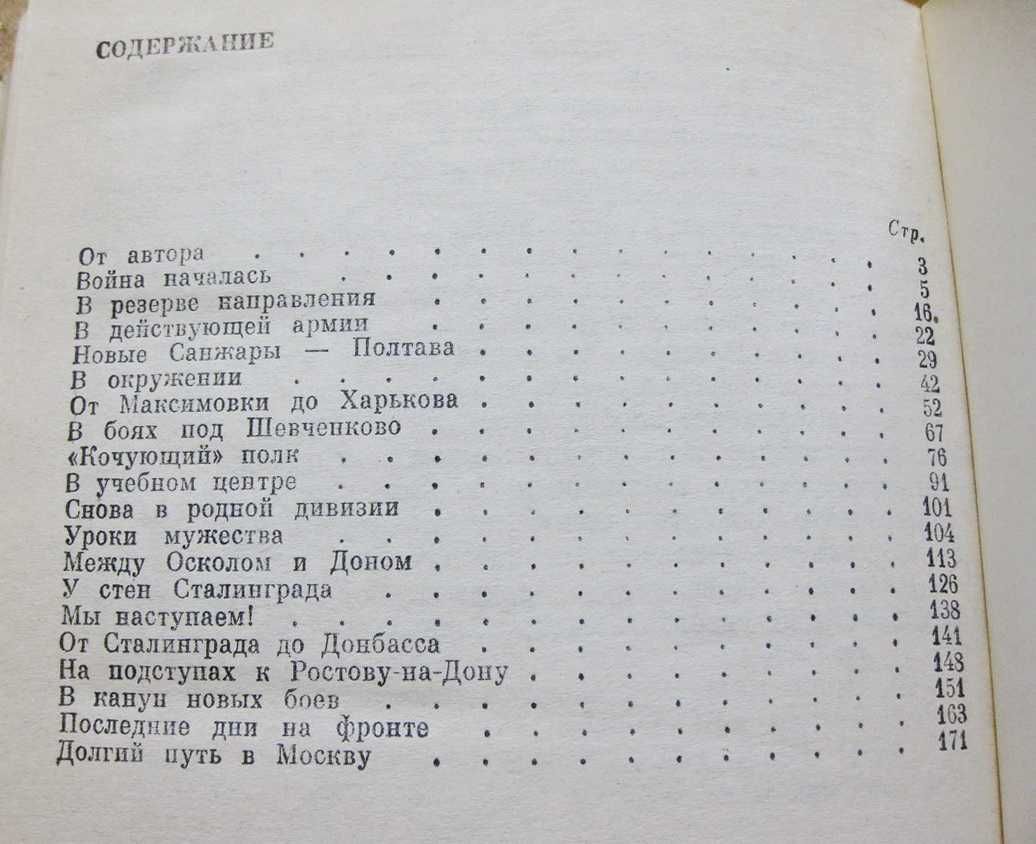 СОДЕРЖАНИЕ
Стр.
От автора . . . . . . . . . . . . . . 3
Война началась . . . . . . . . . . . . 5
В резерве направления . . . . . . . . . . 16
В действующей армии . . . . . . . . . . 22
Новые Санжары — Полтава . . . . . . . . . 29
В окружении . . . . . . . . . . . . . 42
От Максимовки до Харькова . . . . . . . . . 52
В боях под Шевченково . . . . . . . . . . 67
«Кочующий» полк . . . . . . . . . . . . 76
В учебном центре . . . . . . . . . . . . 91
Снова в родной дивизии . . . . . . . . . . 101
Уроки мужества . . . . . . . . . . . . 104
Между Осколом и Доном . . . . . . . . . . 113
У стен Сталинграда . . . . . . . . . . . 126
Мы наступаем! . . . . . . . . . . . . . 138
От Сталинграда до Донбасса . . . . . . . . . 141
На подступах к Ростову-на-Дону . . . . . . . . 148
В канун новых боев . . . . . . . . . . . 151
Последние дни на фронте . . . . . . . . . 163
Долгий путь в Москву . . . . . . . . . . 171